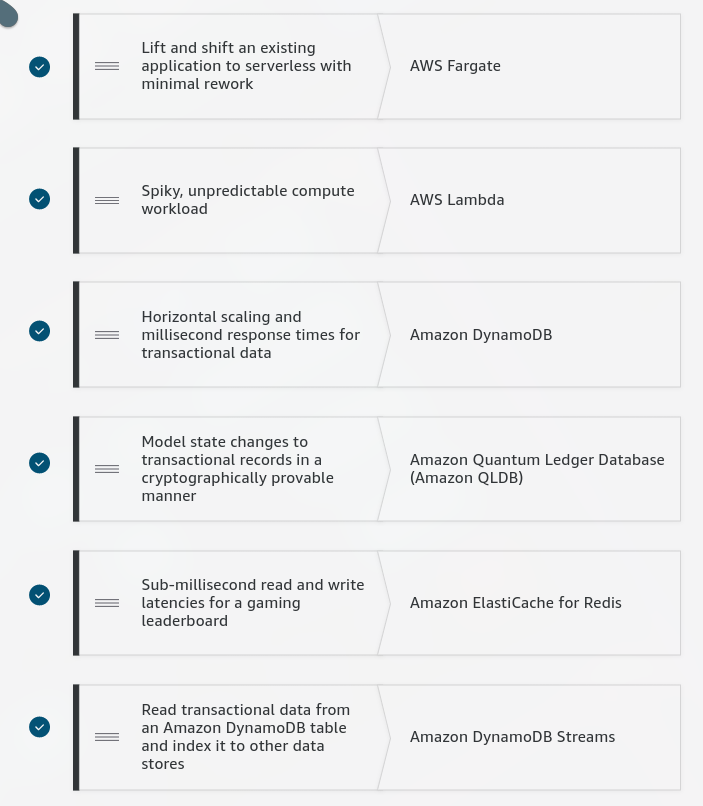 Lift and shift an existing
application to serverless with
minimal rework
AWS Fargate
Spiky, unpredictable compute
workload
AWS Lambda
Horizontal scaling and
millisecond response times for
transactional data
Amazon DynamoDB
Model state changes to
transactional records in a
cryptographically provable
manner
Amazon Quantum Ledger Database
(Amazon QLDB)
Sub-millisecond read and write
latencies for a gaming
leaderboard
Amazon ElastiCache for Redis
Read transactional data from
an Amazon DynamoDB table
and index it to other data
stores
Amazon DynamoDB Streams